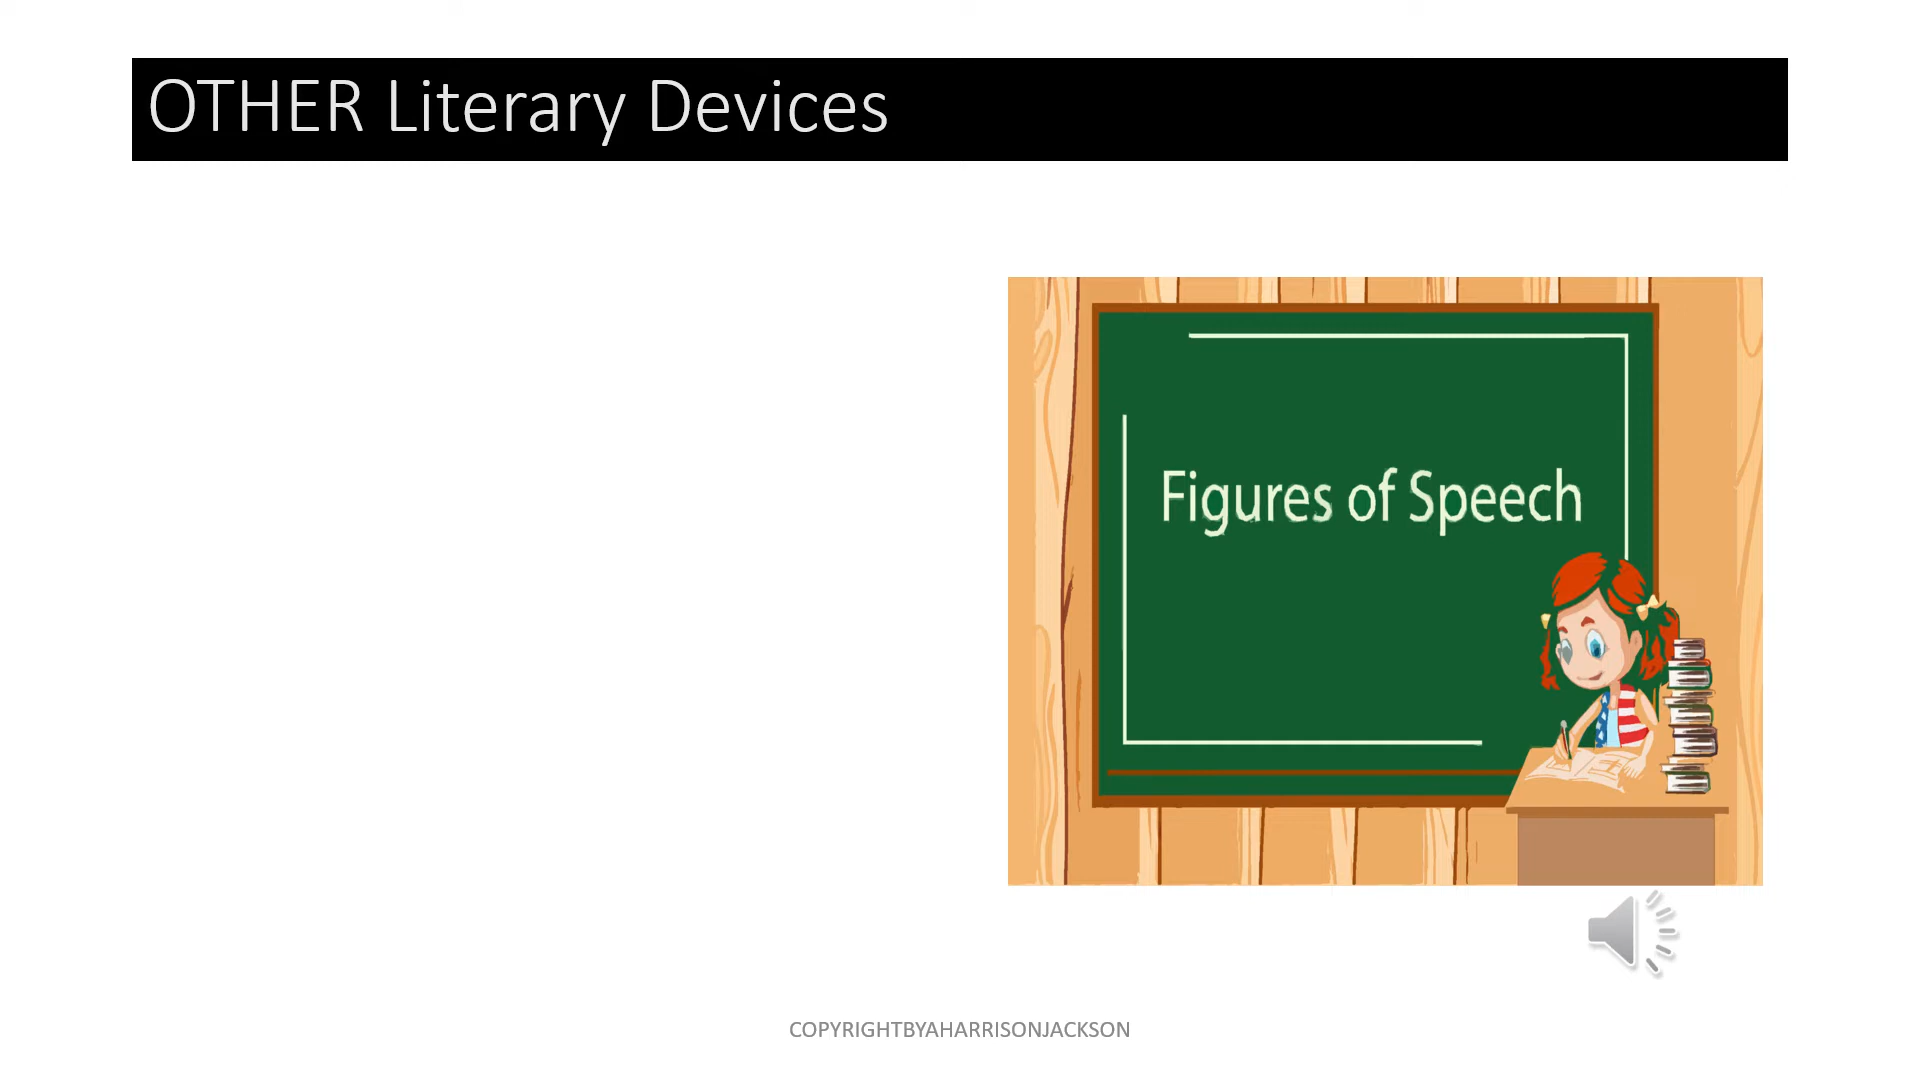 OTHER Literary Devices
Figures of Speech
COPYRIGHTBYAHARRISONJACKSON